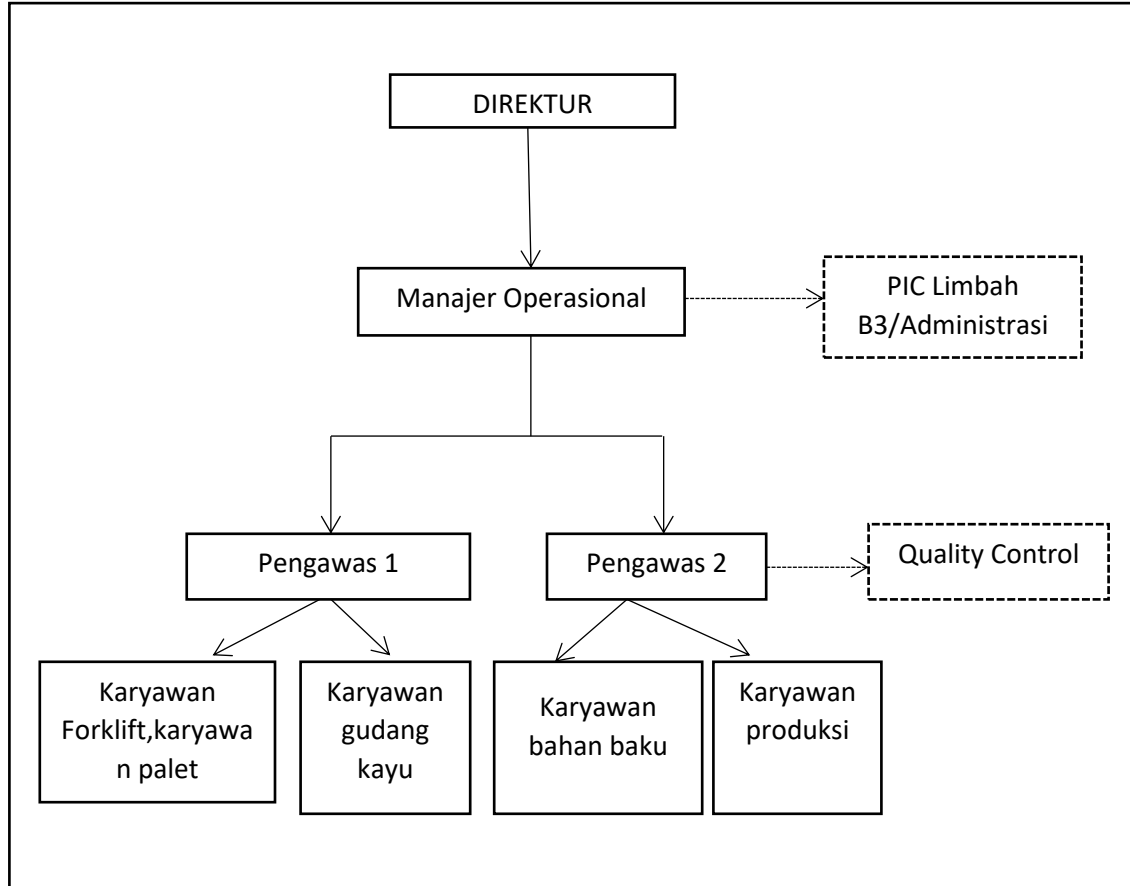 DIREKTUR
Manajer Operasional
PIC Limbah
B3/Administrasi
Pengawas 1
Pengawas 2
Quality Control
Karyawan
Forklift,karyawa
n palet
Karyawan
gudang
kayu
Karyawan
bahan baku
Karyawan
produksi